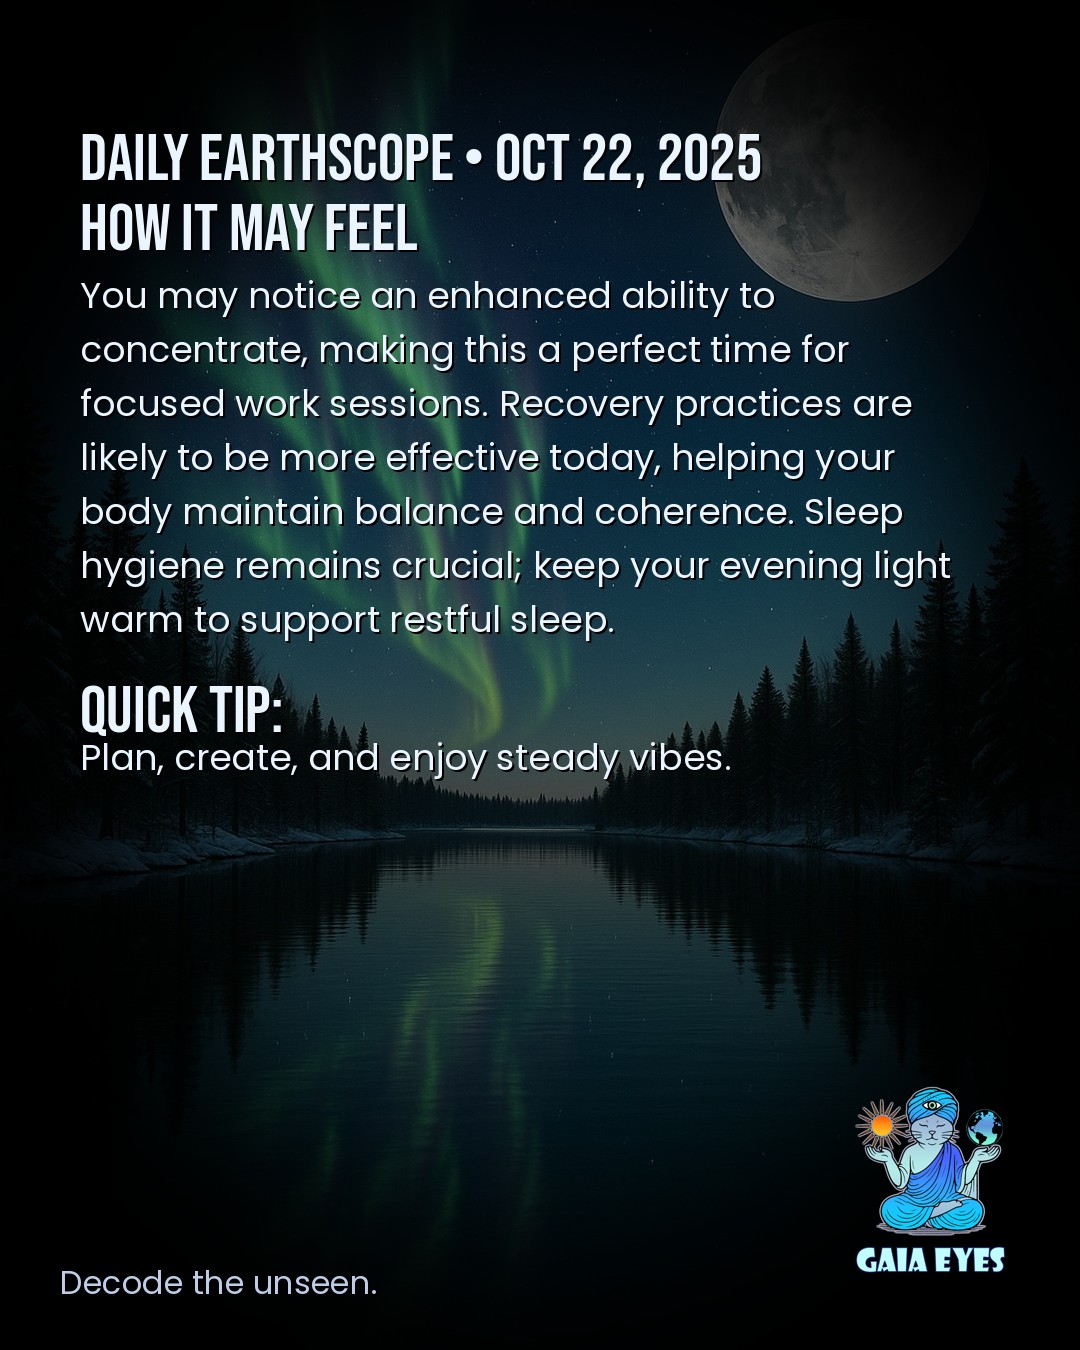 DAILY EARTHSCOPE • OCT 22, 2025
HOW IT MAY FEEL
You may notice an enhanced ability to
concentrate, making this a perfect time for
focused work sessions. Recovery practices are
likely to be more effective today, helping your
body maintain balance and coherence. Sleep
hygiene remains crucial; keep your evening light
warm to support restful sleep.
QUICK TIP:
Plan, create, and enjoy steady vibes.
GAIA EYES
Decode the unseen.